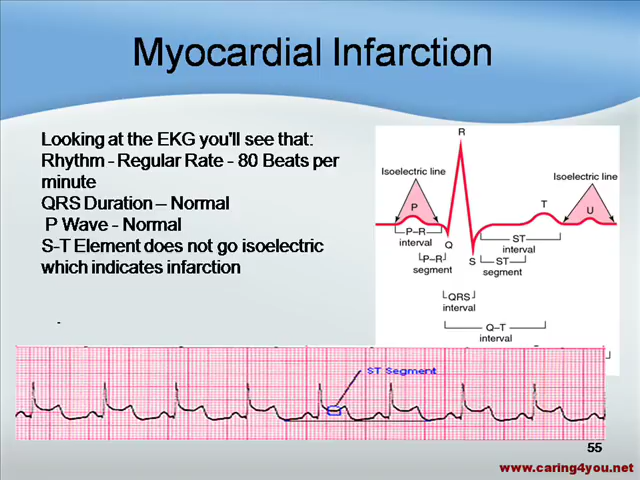 Myocardial Infarction
Looking at the EKG you'll see that:
Rhythm - Regular Rate - 80 Beats per
minute
QRS Duration – Normal
P Wave - Normal
S-T Element does not go isoelectric
which indicates infarction
R
Isoelectric line
Isoelectric line
P
T
U
P–R
interval
Q
ST
interval
P–R
segment
S
ST
segment
QRS
interval
Q–T
interval
ST Segment
55
www.caring4you.net